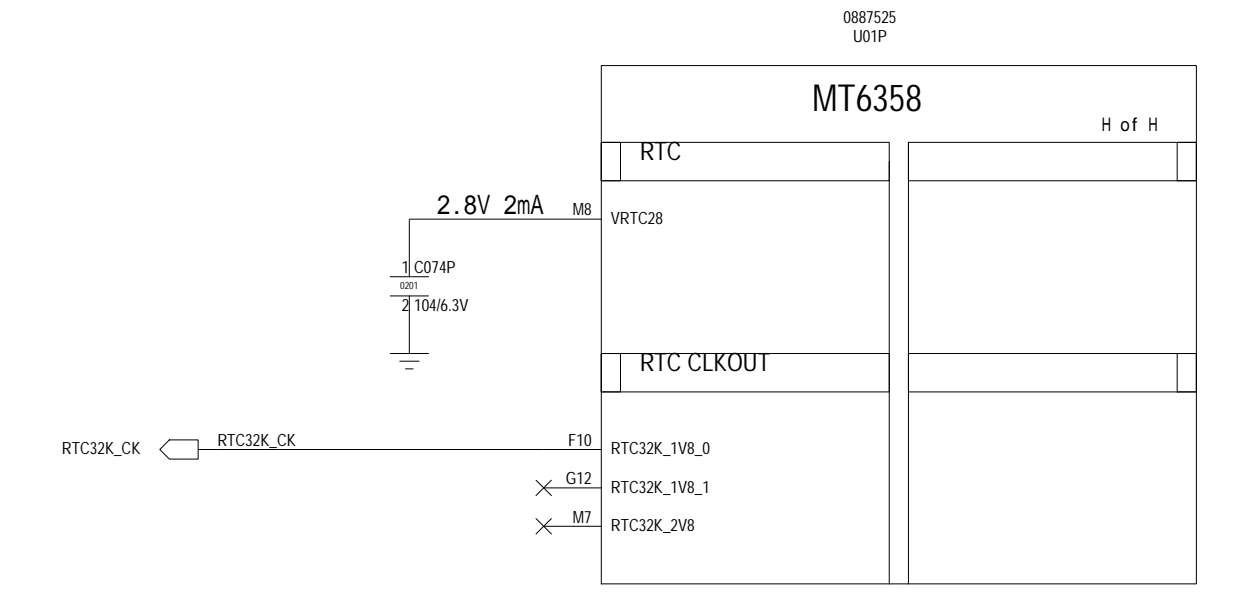 0887525
U01P
MT6358
H of H
RTC
2.8V 2mA
M8
VRTC28
1 C074P
0201
2 104/6.3V
RTC CLKOUT
RTC32K_CK
RTC32K_CK
F10
RTC32K_1V8_0
G12
RTC32K_1V8_1
M7
RTC32K_2V8